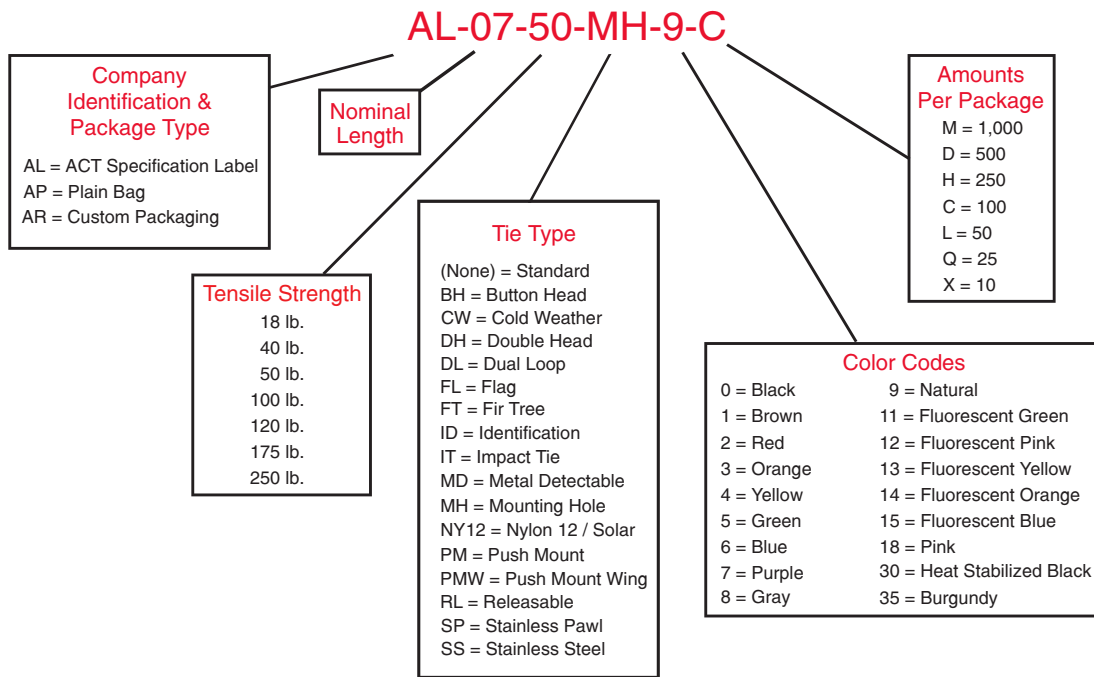 AL-07-50-MH-9-C
Company
Identification &
Package Type
AL = ACT Specification Label
AP = Plain Bag
AR = Custom Packaging
Nominal
Length
Tensile Strength
18 lb.
40 lb.
50 lb.
100 lb.
120 lb.
175 lb.
250 lb.
Tie Type
(None) = Standard
BH = Button Head
CW = Cold Weather
DH = Double Head
DL = Dual Loop
FL = Flag
FT = Fir Tree
ID = Identification
IT = Impact Tie
MD = Metal Detectable
MH = Mounting Hole
NY12 = Nylon 12 / Solar
PM = Push Mount
PMW = Push Mount Wing
RL = Releasable
SP = Stainless Pawl
SS = Stainless Steel
Color Codes
0 = Black
1 = Brown
2 = Red
3 = Orange
4 = Yellow
5 = Green
6 = Blue
7 = Purple
8 = Gray
9 = Natural
11 = Fluorescent Green
12 = Fluorescent Pink
13 = Fluorescent Yellow
14 = Fluorescent Orange
15 = Fluorescent Blue
18 = Pink
30 = Heat Stabilized Black
35 = Burgundy
Amounts
Per Package
M = 1,000
D = 500
H = 250
C = 100
L = 50
Q = 25
X = 10